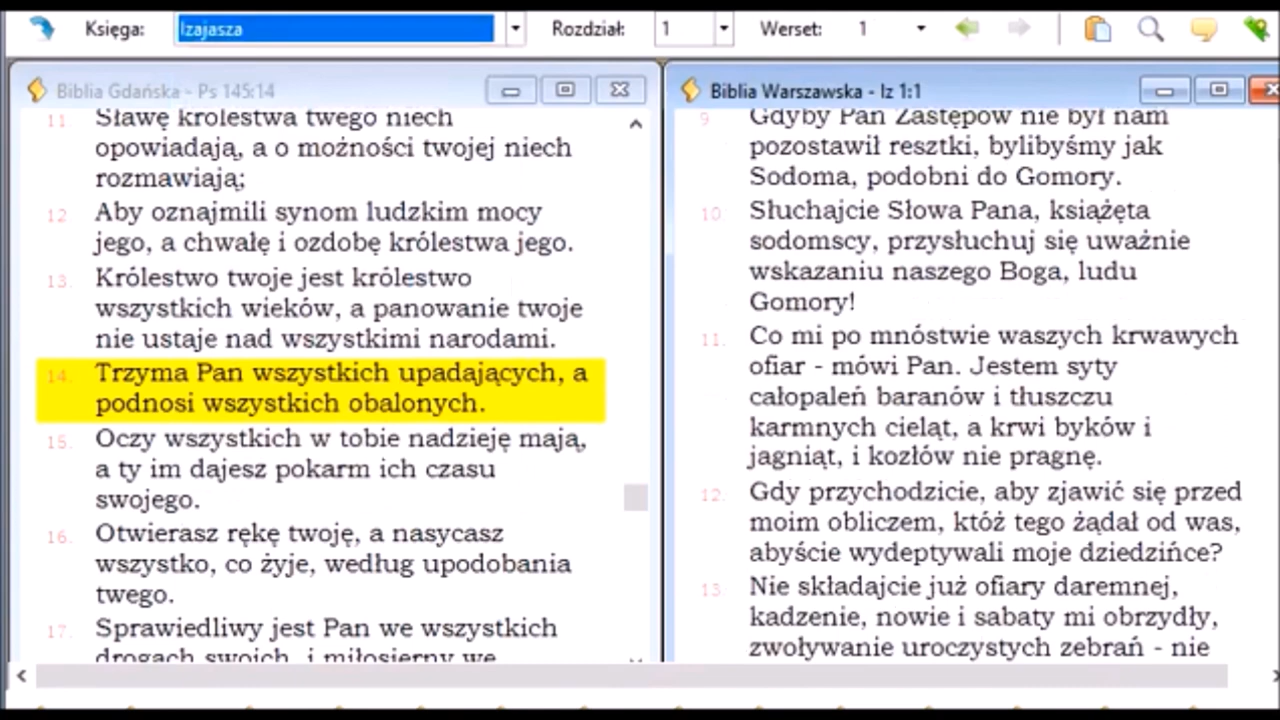 Księga: Izajasza Rozdział: 1 Werset: 1
Biblia Gdańska - Ps 145:14
11. Sławę królestwa twego niech
opowiadają, a o możności twojej niech
rozmawiają;
12 Aby oznajmili synom ludzkim mocy
jego, a chwałę i ozdobę królestwa jego.
13. Królestwo twoje jest królestwo
wszystkich wieków, a panowanie twoje
nie ustaje nad wszystkimi narodami.
14. Trzyma Pan wszystkich upadających, a
podnosi wszystkich obalonych.
15. Oczy wszystkich w tobie nadzieję mają,
a ty im dajesz pokarm ich czasu
swojego.
16. Otwierasz rękę twoję, a nasycasz
wszystko, co żyje, według upodobania
twego.
17. Sprawiedliwy jest Pan we wszystkich
drogach swoich, i miłosierny we
Biblia Warszawska - Iz 1:1
9 Gdyby Pan Zastępów nie był nam
pozostawił resztki, bylibyśmy jak
Sodoma, podobni do Gomory.
10. Słuchajcie Słowa Pana, książęta
sodomscy, przysłuchuj się uważnie
wskazaniu naszego Boga, ludu
Gomory!
11. Co mi po mnóstwie waszych krwawych
ofiar - mówi Pan. Jestem syty
całopaleń baranów i tłuszczu
karmnych cieląt, a krwi byków i
jagniąt, i kozłów nie pragnę.
12. Gdy przychodzicie, aby zjawić się przed
moim obliczem, któż tego żądał od was,
abyście wydeptywali moje dziedzińce?
13. Nie składajcie już ofiary daremnej,
kadzenie, nowie i sabaty mi obrzydły,
zwoływanie uroczystych zebrań - nie